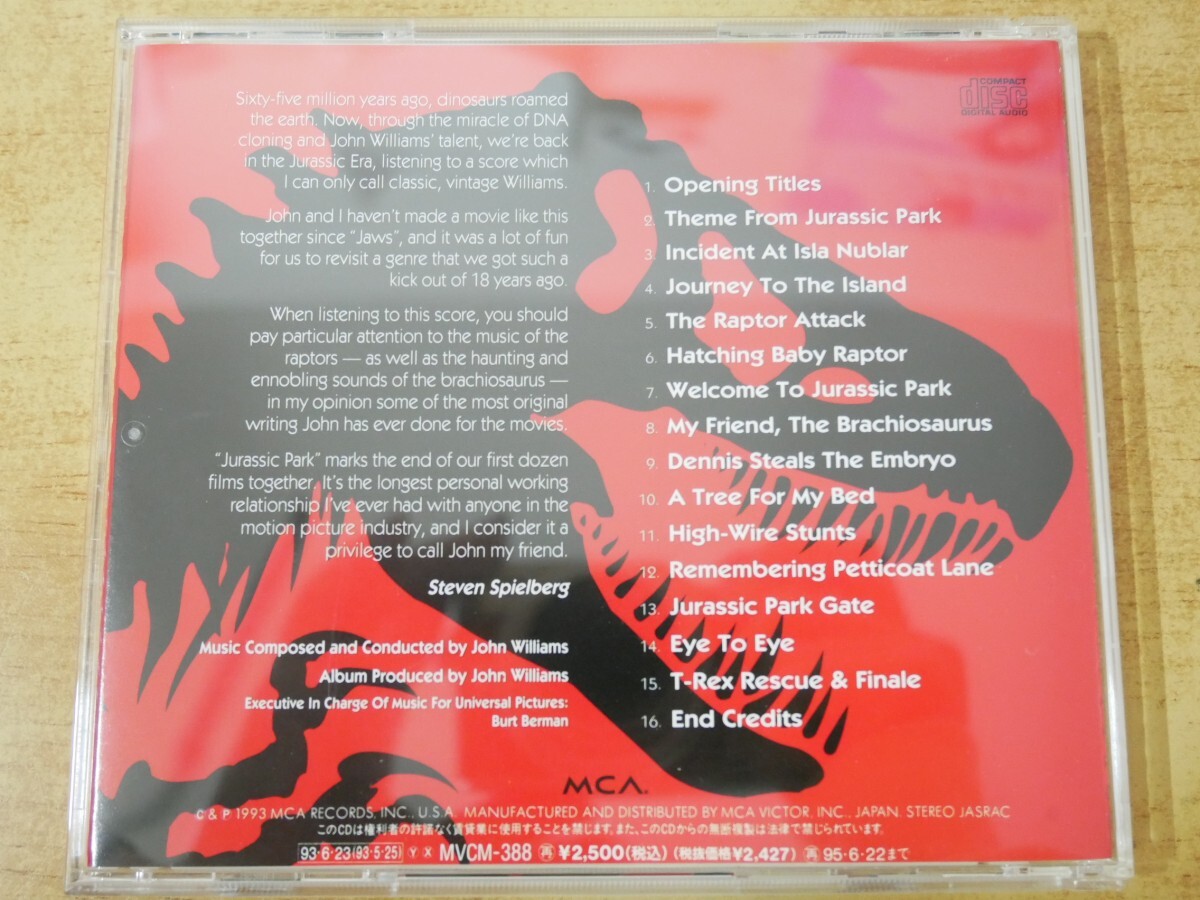 Sixty-five million years ago, dinosaurs roamed
the earth. Now, through the miracle of DNA
cloning and John Williams' talent, we're back
in the Jurassic Era, listening to a score which
I can only call classic, vintage Williams.
John and I haven't made a movie like this
together since "Jaws", and it was a lot of fun
for us to revisit a genre that we got such a
kick out of 18 years ago.
When listening to this score, you should
pay particular attention to the music of the
raptors — as well as the haunting and
ennobling sounds of the brachiosaurus —
in my opinion some of the most original
writing John has ever done for the movies.
"Jurassic Park" marks the end of our first dozen
films together. It's the longest personal working
relationship I've ever had with anyone in the
motion picture industry, and I consider it a
privilege to call John my friend.
Steven Spielberg
Music Composed and Conducted by John Williams
Album Produced by John Williams
Executive In Charge Of Music For Universal Pictures:
Burt Berman
COMPACT
disc
DIGITAL AUDIO
1. Opening Titles
2. Theme From Jurassic Park
3. Incident At Isla Nublar
4. Journey To The Island
5. The Raptor Attack
6. Hatching Baby Raptor
7. Welcome To Jurassic Park
8. My Friend, The Brachiosaurus
9. Dennis Steals The Embryo
10. A Tree For My Bed
11. High-Wire Stunts
12. Remembering Petticoat Lane
13. Jurassic Park Gate
14. Eye To Eye
15. T-Rex Rescue & Finale
16. End Credits
MCA.
© & ℗ 1993 MCA RECORDS, INC., U.S.A. MANUFACTURED AND DISTRIBUTED BY MCA VICTOR, INC., JAPAN. STEREO JASRAC
このCDは権利者の許諾なく賃貸業に使用することを禁じます。また、このCDからの無断複製は法律で禁じられています。
93・6・23(93・5・25) Y X MVCM-388 再 ¥2,500(税込) (税抜価格¥2,427) 再 95・6・22まで